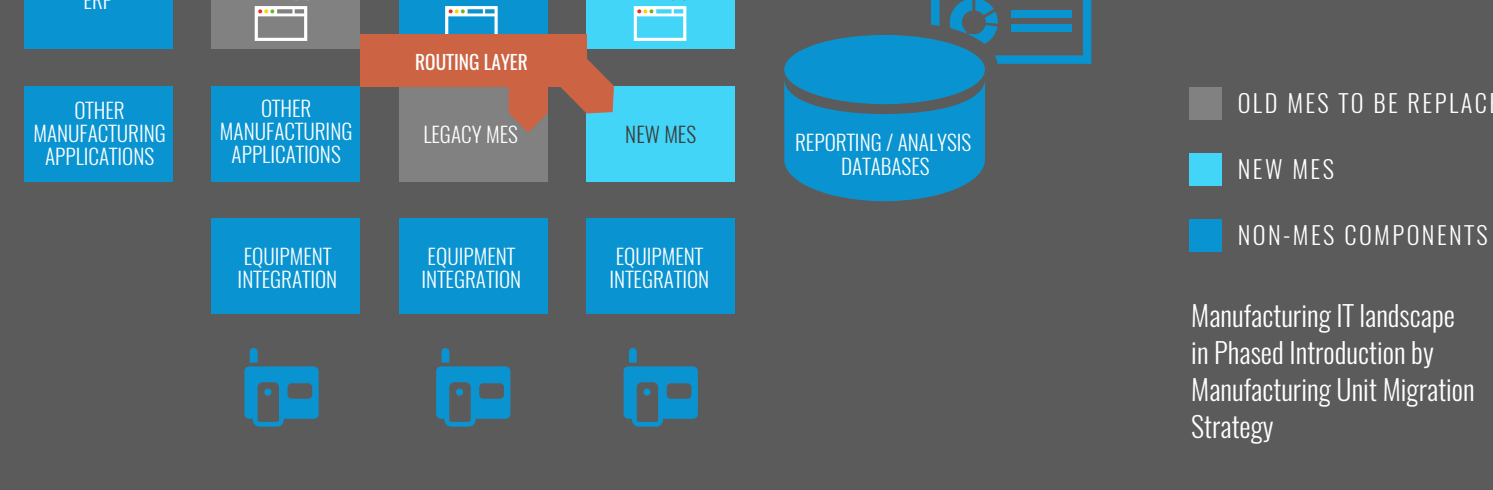 ERP
ROUTING LAYER
OTHER
MANUFACTURING
APPLICATIONS
OTHER
MANUFACTURING
APPLICATIONS
LEGACY MES
NEW MES
REPORTING / ANALYSIS
DATABASES
EQUIPMENT
INTEGRATION
EQUIPMENT
INTEGRATION
EQUIPMENT
INTEGRATION
OLD MES TO BE
NEW MES
NON-MES COMPONENTS
Manufacturing IT landscape
in Phased Introduction by
Manufacturing Unit Migration
Strategy